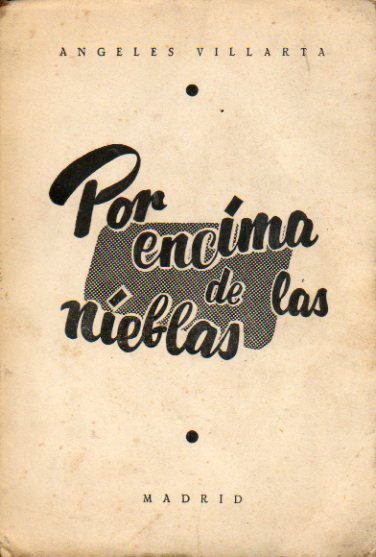 ANGELES VILLARTA
Por
encima
de las
nieblas
MADRID